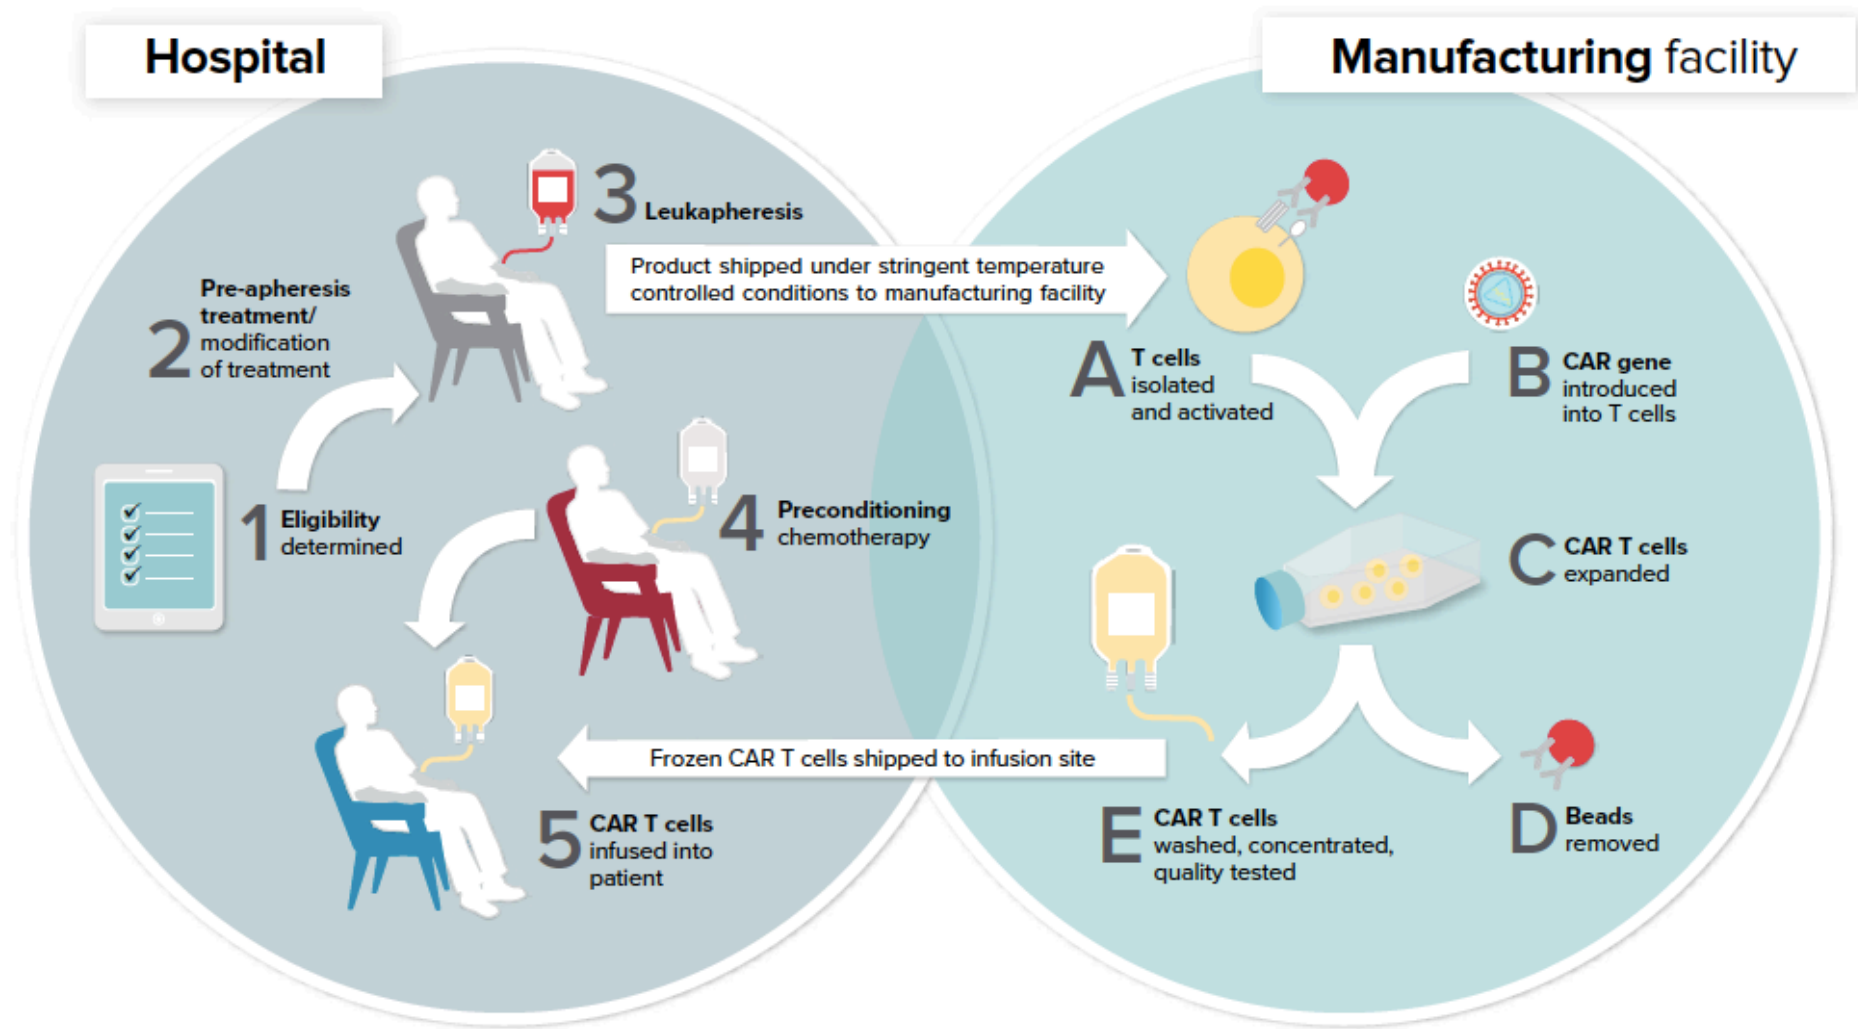 Hospital
Manufacturing facility
3 Leukapheresis
Product shipped under stringent temperature
controlled conditions to manufacturing facility
2 Pre-apheresis
treatment/
modification
of treatment
1 Eligibility
determined
4 Preconditioning
chemotherapy
5 CAR T cells
infused into
patient
A T cells
isolated
and activated
B CAR gene
introduced
into T cells
C CAR T cells
expanded
D Beads
removed
E CAR T cells
washed, concentrated,
quality tested
Frozen CAR T cells shipped to infusion site